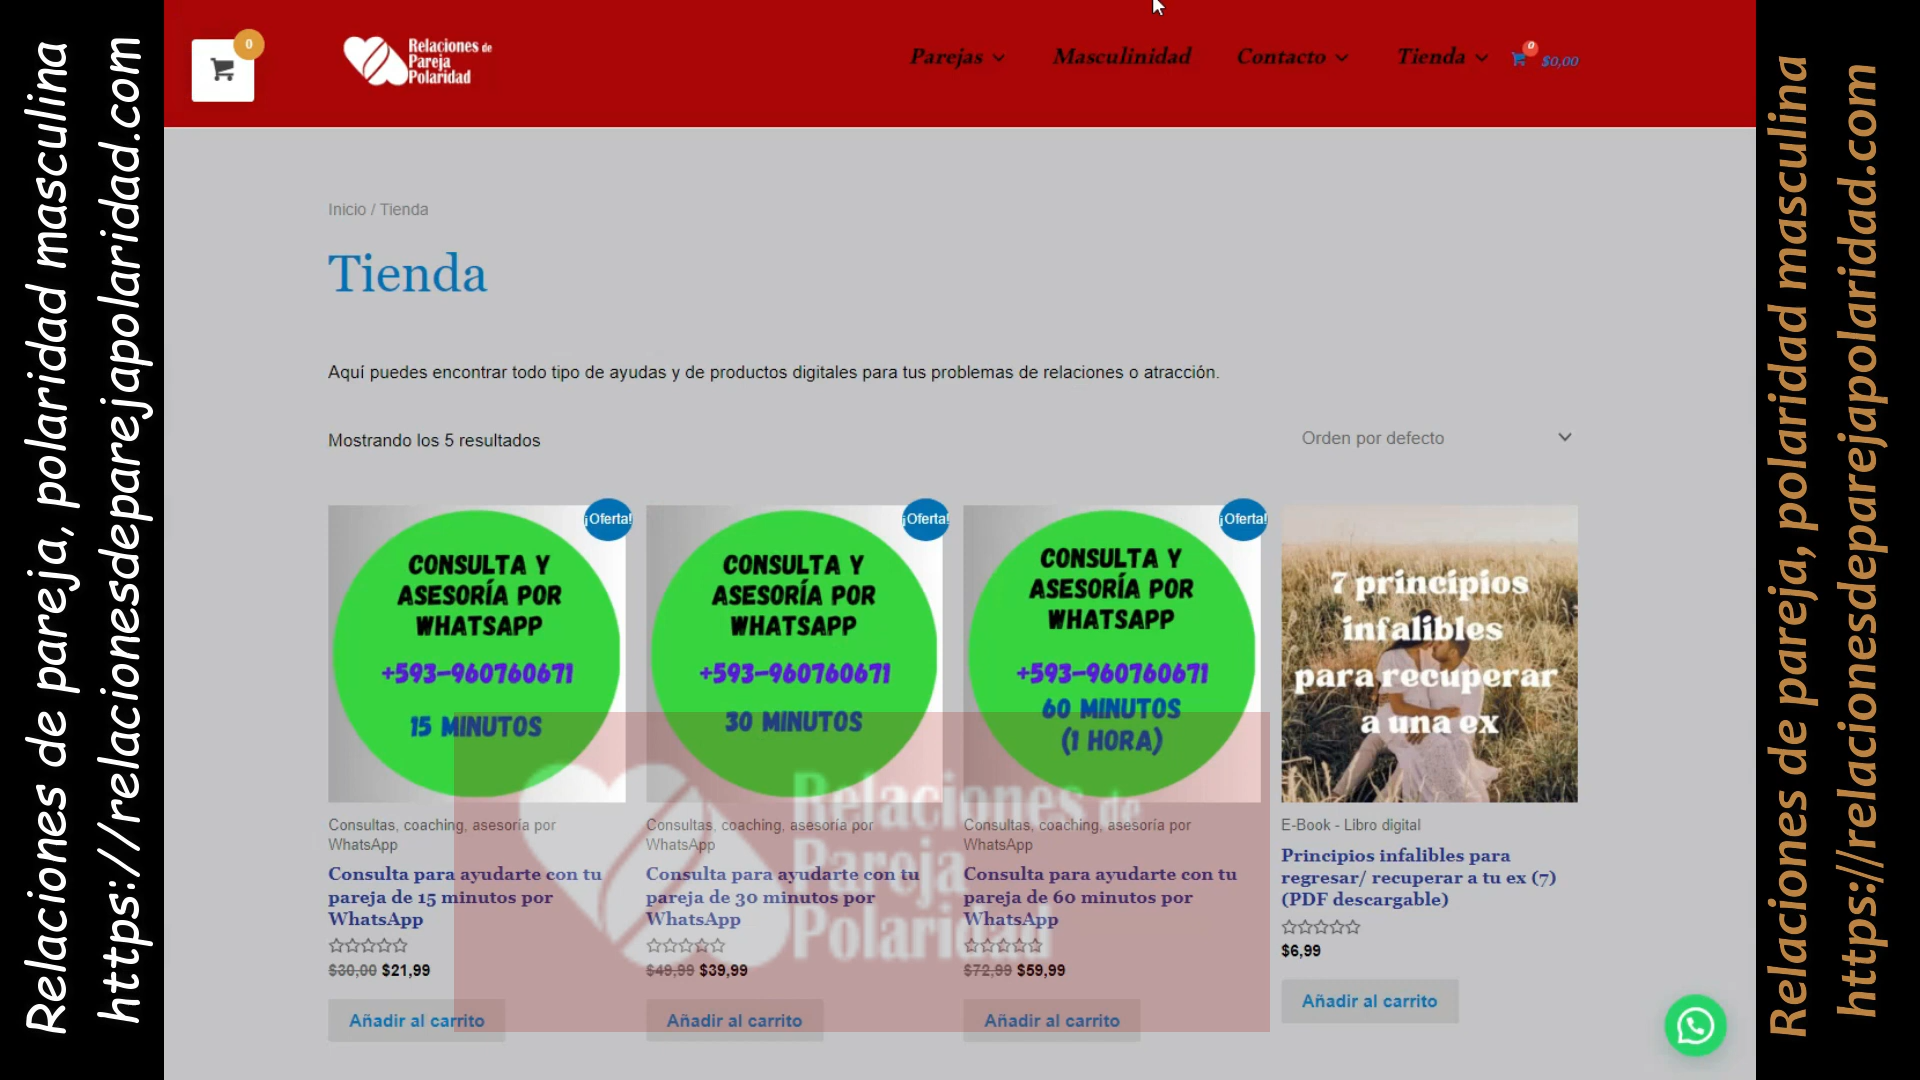 Relaciones de pareja, polaridad masculina
https://relacionesdeparejapolaridad.com
0
Relaciones de
Pareja
Polaridad
Parejas
Masculinidad
Contacto
Tienda
0
$0,00
Inicio / Tienda
Tienda
Aquí puedes encontrar todo tipo de ayudas y de productos digitales para tus problemas de relaciones o atracción.
Mostrando los 5 resultados
Orden por defecto
¡Oferta!
CONSULTA Y
ASESORÍA POR
WHATSAPP
+593-960760671
15 MINUTOS
Consultas, coaching, asesoría por
WhatsApp
Consulta para ayudarte con tu
pareja de 15 minutos por
WhatsApp
$30,00 $21,99
Añadir al carrito
¡Oferta!
CONSULTA Y
ASESORÍA POR
WHATSAPP
+593-960760671
30 MINUTOS
Consultas, coaching, asesoría por
WhatsApp
Consulta para ayudarte con tu
pareja de 30 minutos por
WhatsApp
$49,99 $39,99
Añadir al carrito
¡Oferta!
CONSULTA Y
ASESORÍA POR
WHATSAPP
+593-960760671
60 MINUTOS
(1 HORA)
Consultas, coaching, asesoría por
WhatsApp
Consulta para ayudarte con tu
pareja de 60 minutos por
WhatsApp
$72,99 $59,99
Añadir al carrito
7 principios
infalibles
para recuperar
a una ex
E-Book - Libro digital
Principios infalibles para
regresar/ recuperar a tu ex (7)
(PDF descargable)
$6,99
Añadir al carrito
Relaciones de
Pareja
Polaridad
Relaciones de pareja, polaridad masculina
https://relacionesdeparejapolaridad.com